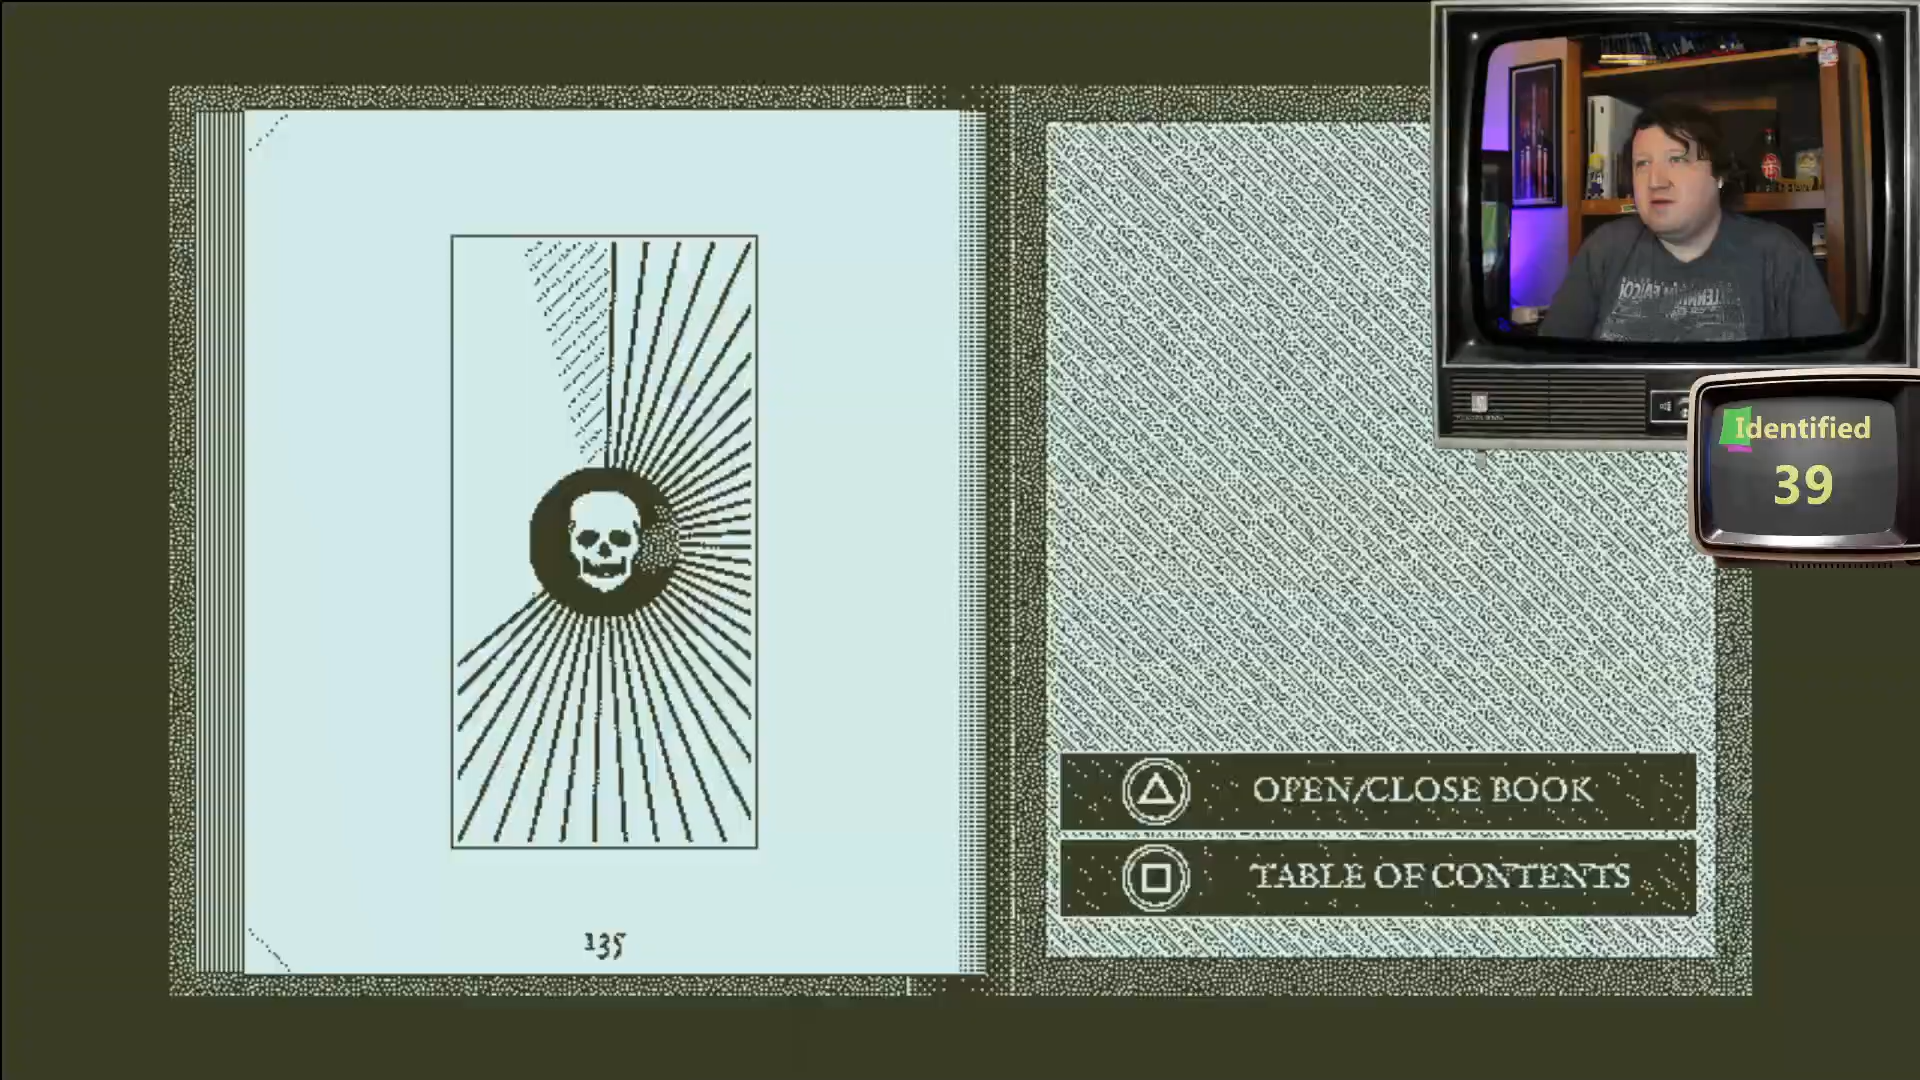 Identified
39
OPEN/CLOSE BOOK
TABLE OF CONTENTS
135